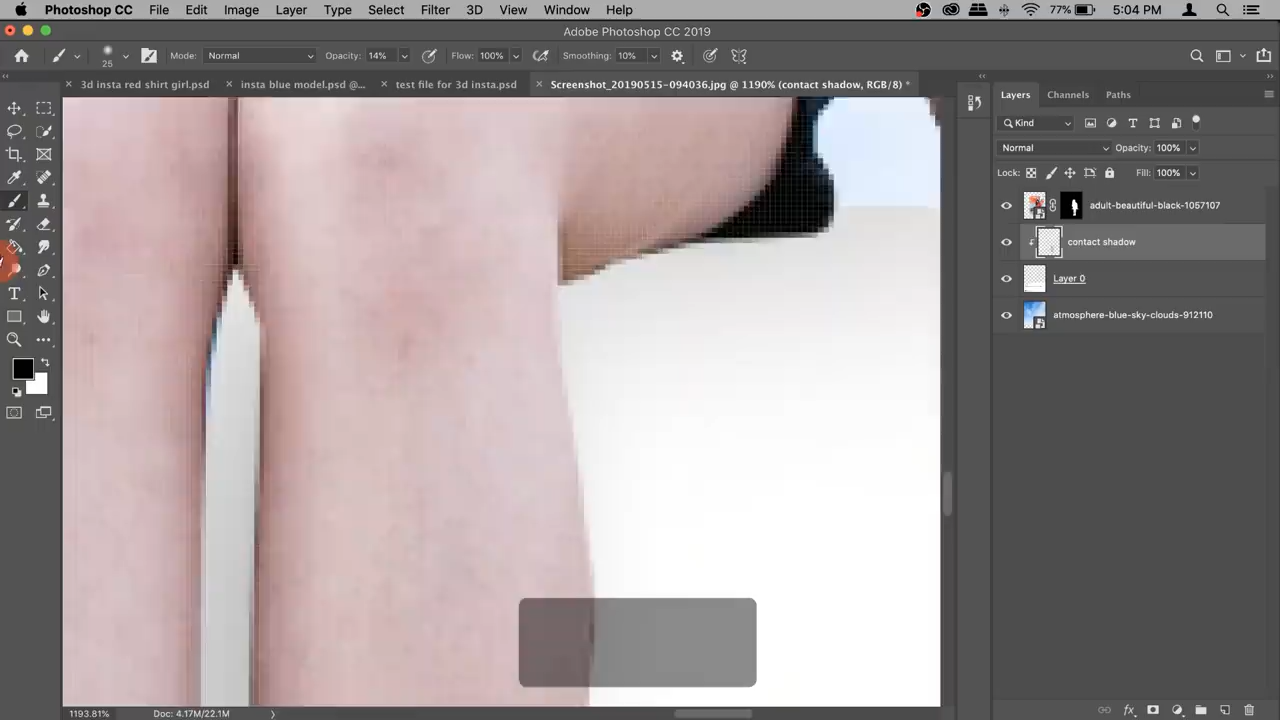 Photoshop CC File Edit Image Layer Type Select Filter 3D View Window Help 77% 5:04 PM
Adobe Photoshop CC 2019
25 Mode: Normal Opacity: 14% Flow: 100% Smoothing: 10%
3d insta red shirt girl.psd insta blue model.psd @... test file for 3d insta.psd Screenshot_20190515-094036.jpg @ 1190% (contact shadow, RGB/8) *
Layers Channels Paths
Kind
Normal Opacity: 100%
Lock: Fill: 100%
adult-beautiful-black-1057107
contact shadow
Layer 0
atmosphere-blue-sky-clouds-912110
1193.81% Doc: 4.17M/22.1M